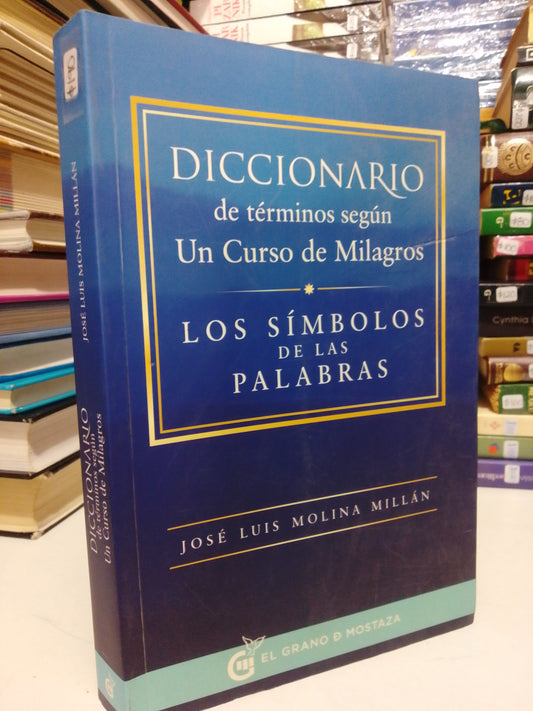 DICCIONARIO
de términos según
Un Curso de Milagros
LOS SÍMBOLOS
DE LAS
PALABRAS
JOSÉ LUIS MOLINA MILLÁN
EL GRANO D MOSTAZA
JOSÉ LUIS MOLINA MILLÁN
DICCIONARIO
de términos según
Un Curso de Milagros
Cynthia